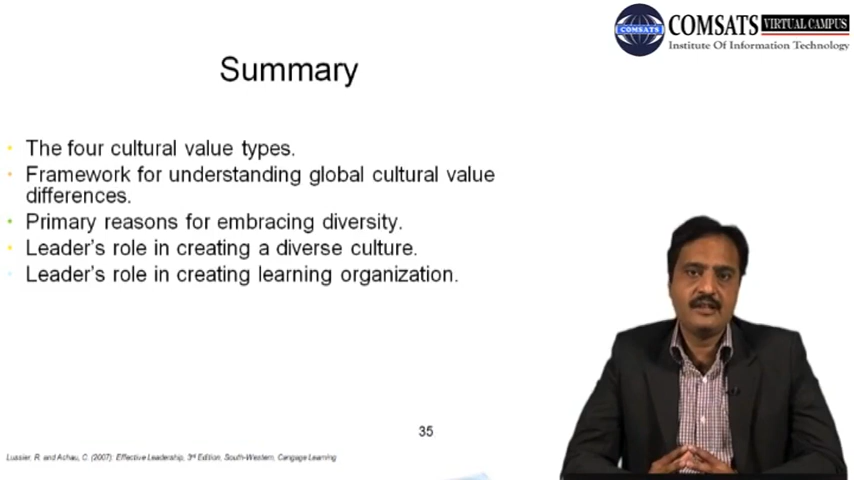 COMSATS
COMSATS VIRTUAL CAMPUS
Institute Of Information Technology
Summary
The four cultural value types.
Framework for understanding global cultural value
differences.
Primary reasons for embracing diversity.
Leader's role in creating a diverse culture.
Leader's role in creating learning organization.
35
Lussier. R. and Achau, C. (2007): Effective Leadership, 3rd Edition, South-Western, Cengage Learning